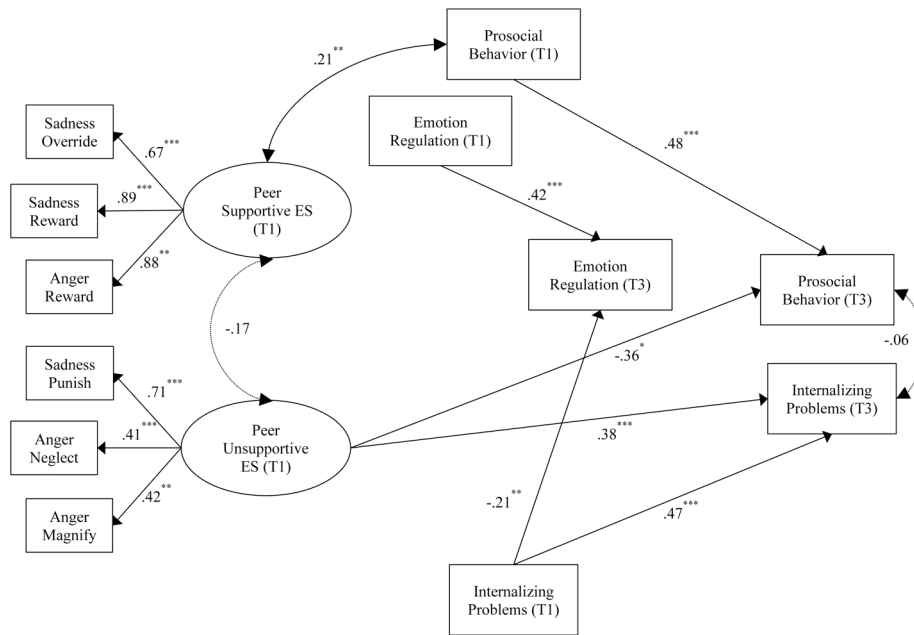 Prosocial
Behavior (T1)
.21**
Emotion
Regulation (T1)
Sadness
Override
.67***
.48***
Sadness
Reward
.89***
Peer
Supportive ES
(T1)
.42***
Anger
Reward
.88**
Emotion
Regulation (T3)
Prosocial
Behavior (T3)
-.17
-.36*
-.06
Sadness
Punish
.71***
Internalizing
Problems (T3)
Anger
Neglect
.41***
Peer
Unsupportive
ES (T1)
.38***
Anger
Magnify
.42**
-.21**
.47***
Internalizing
Problems (T1)